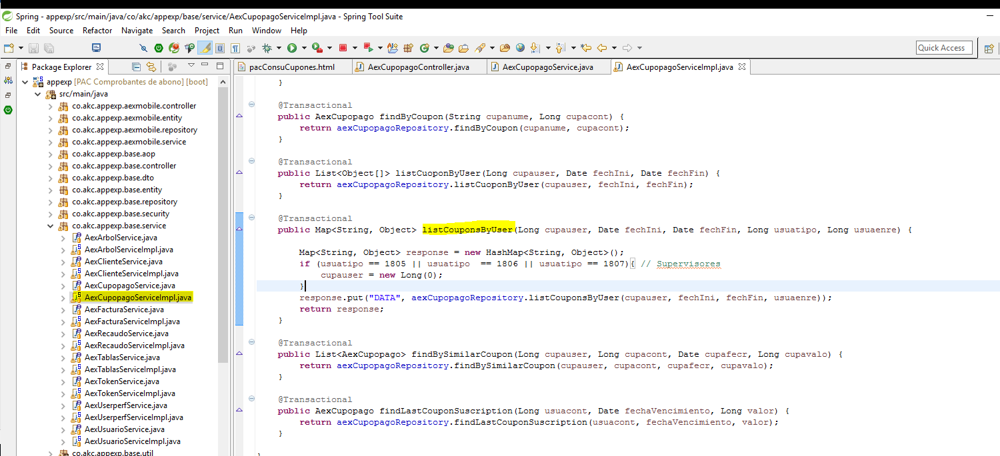 Spring - appexp/src/main/java/co/akc/appexp/base/service/AexCupopagoServiceImpl.java - Spring Tool Suite
File Edit Source Refactor Navigate Search Project Run Window Help
Quick Access
Package Explorer
appexp [PAC Comprobantes de abono] [boot]
src/main/java
co.akc.appexp.aexmobile.controller
co.akc.appexp.aexmobile.entity
co.akc.appexp.aexmobile.repository
co.akc.appexp.aexmobile.service
co.akc.appexp.base.aop
co.akc.appexp.base.controller
co.akc.appexp.base.dto
co.akc.appexp.base.entity
co.akc.appexp.base.repository
co.akc.appexp.base.security
co.akc.appexp.base.service
AexArbolService.java
AexArbolServiceImpl.java
AexClienteService.java
AexClienteServiceImpl.java
AexCupopagoService.java
AexCupopagoServiceImpl.java
AexFacturaService.java
AexFacturaServiceImpl.java
AexRecaudoService.java
AexRecaudoServiceImpl.java
AexTablasService.java
AexTablasServiceImpl.java
AexTokenService.java
AexTokenServiceImpl.java
AexUserperfService.java
AexUserperfServiceImpl.java
AexUsuarioService.java
AexUsuarioServiceImpl.java
co.akc.appexp.base.util
pacConsuCupones.html AexCupopagoController.java AexCupopagoService.java AexCupopagoServiceImpl.java
}
@Transactional
public AexCupopago findByCoupon(String cupanume, Long cupacont) {
return aexCupopagoRepository.findByCoupon(cupanume, cupacont);
}
@Transactional
public List<Object[]> listCuoponByUser(Long cupauser, Date fechIni, Date fechFin) {
return aexCupopagoRepository.listCuoponByUser(cupauser, fechIni, fechFin);
}
@Transactional
public Map<String, Object> listCouponsByUser(Long cupauser, Date fechIni, Date fechFin, Long usuatipo, Long usuaenre) {
Map<String, Object> response = new HashMap<String, Object>();
if (usuatipo == 1805 || usuatipo  == 1806 || usuatipo == 1807){ // Supervisores
cupauser = new Long(0);
}
response.put("DATA", aexCupopagoRepository.listCouponsByUser(cupauser, fechIni, fechFin, usuaenre));
return response;
}
@Transactional
public List<AexCupopago> findBySimilarCoupon(Long cupauser, Long cupacont, Date cupafecr, Long cupavalo) {
return aexCupopagoRepository.findBySimilarCoupon(cupauser, cupacont, cupafecr, cupavalo);
}
@Transactional
public AexCupopago findLastCouponSuscription(Long usuacont, Date fechaVencimiento, Long valor) {
return aexCupopagoRepository.findLastCouponSuscription(usuacont, fechaVencimiento, valor);
}